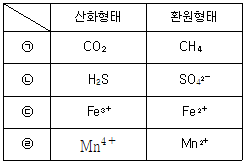 산화형태 환원형태
㉠ CO₂ CH₄
㉡ H₂S SO₄²⁻
㉢ Fe³⁺ Fe²⁺
㉣ Mn⁴⁺ Mn²⁺